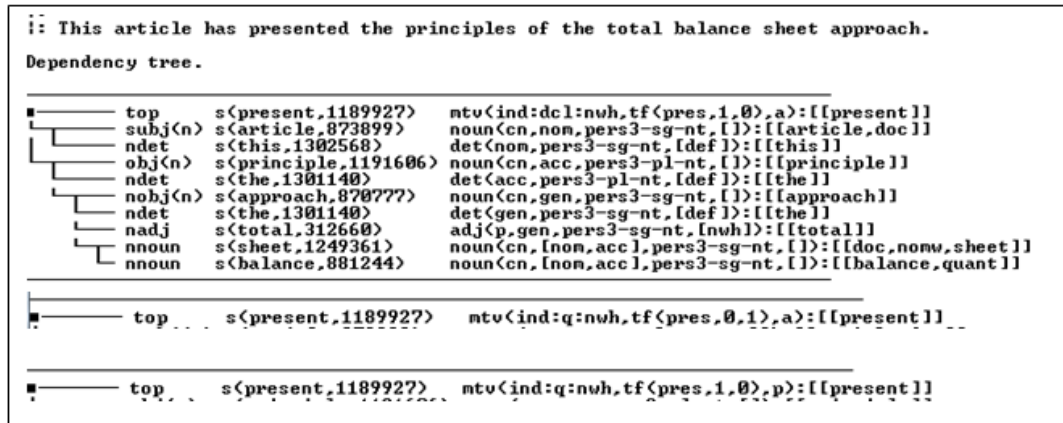 |: This article has presented the principles of the total balance sheet approach.
Dependency tree.
top s(present,1189927) mtv(ind:dcl:nwh,tf(pres,1,0),a):[[present]]
subj(n) s(article,873899) noun(cn,nom,pers3-sg-nt,[]):[[article,doc]]
ndet s(this,1302568) det(nom,pers3-sg-nt,[def]):[[this]]
obj(n) s(principle,1191606) noun(cn,acc,pers3-pl-nt,[]):[[principle]]
ndet s(the,1301140) det(acc,pers3-pl-nt,[def]):[[the]]
nobj(n) s(approach,870777) noun(cn,gen,pers3-sg-nt,[]):[[approach]]
ndet s(the,1301140) det(gen,pers3-sg-nt,[def]):[[the]]
nadj s(total,312660) adj(p,gen,pers3-sg-nt,[nwh]):[[total]]
nnoun s(sheet,1249361) noun(cn,[nom,acc],pers3-sg-nt,[]):[[doc,nomw,sheet]]
nnoun s(balance,881244) noun(cn,[nom,acc],pers3-sg-nt,[]):[[balance,quant]]
top s(present,1189927) mtv(ind:q:nwh,tf(pres,0,1),a):[[present]]
top s(present,1189927) mtv(ind:q:nwh,tf(pres,1,0),p):[[present]]